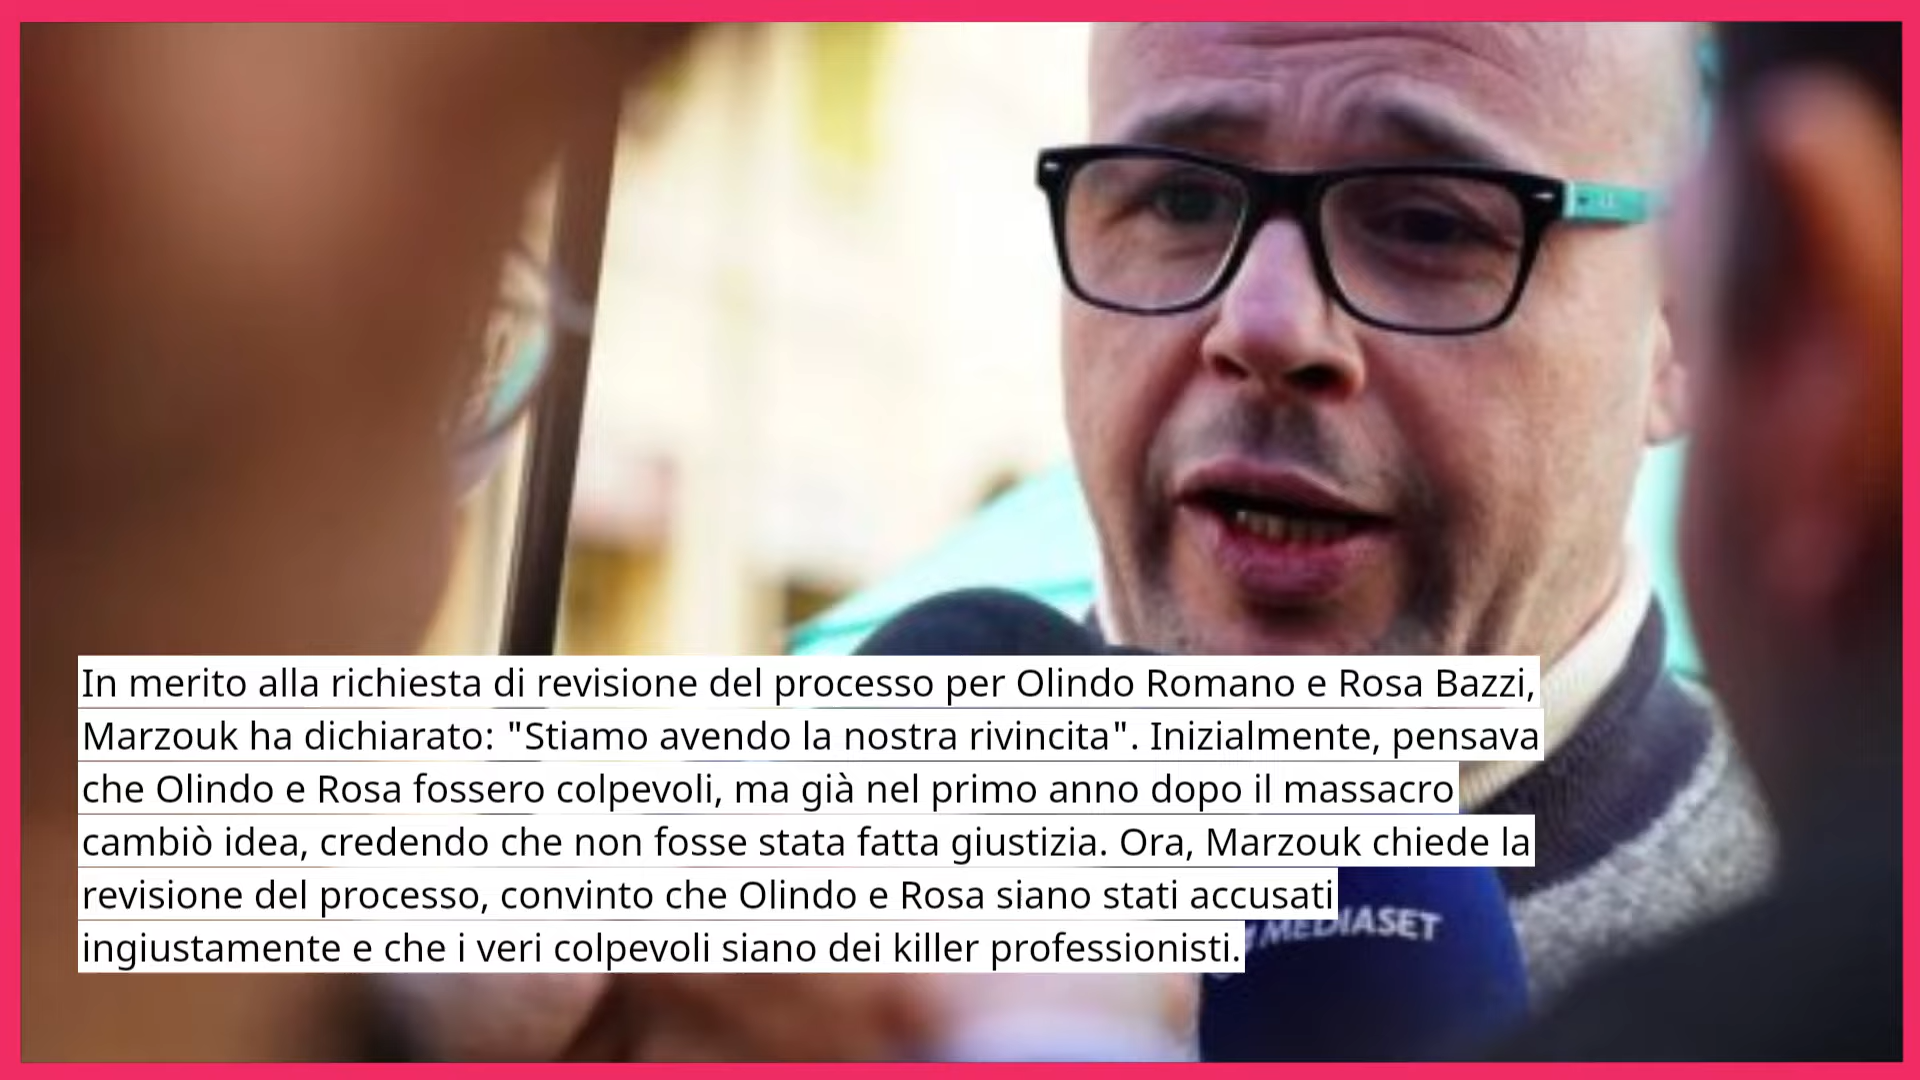 In merito alla richiesta di revisione del processo per Olindo Romano e Rosa Bazzi,
Marzouk ha dichiarato: "Stiamo avendo la nostra rivincita". Inizialmente, pensava
che Olindo e Rosa fossero colpevoli, ma già nel primo anno dopo il massacro
cambiò idea, credendo che non fosse stata fatta giustizia. Ora, Marzouk chiede la
revisione del processo, convinto che Olindo e Rosa siano stati accusati
ingiustamente e che i veri colpevoli siano dei killer professionisti.
MEDIASET